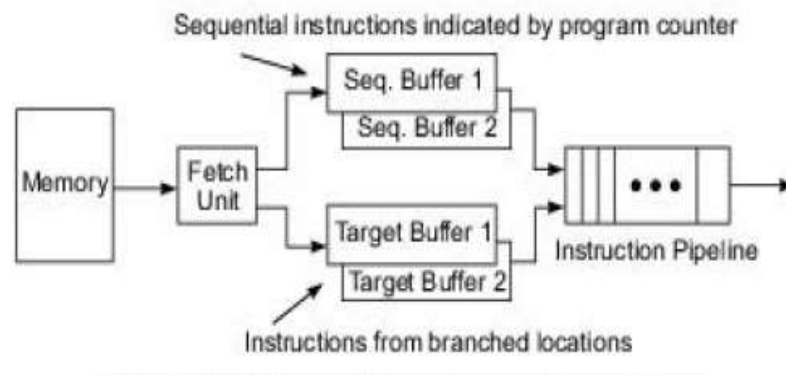 Sequential instructions indicated by program counter
Seq. Buffer 1
Seq. Buffer 2
Memory
Fetch
Unit
Target Buffer 1
Target Buffer 2
Instruction Pipeline
Instructions from branched locations